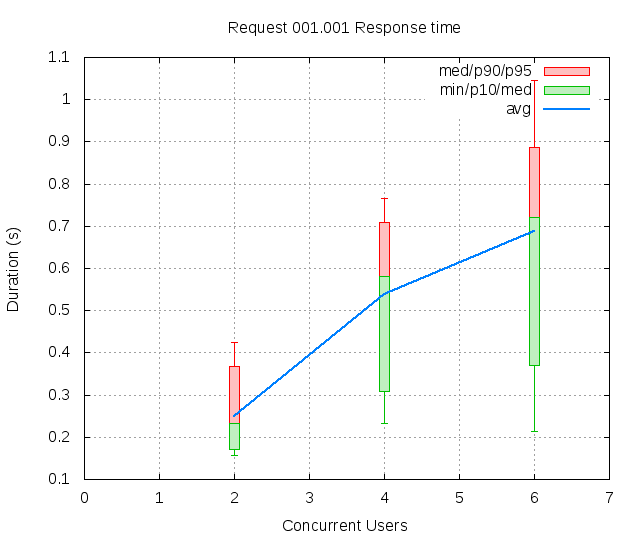 Request 001.001 Response time
1.1
1
0.9
0.8
0.7
0.6
0.5
0.4
0.3
0.2
0.1
Duration (s)
med/p90/p95
min/p10/med
avg
0 1 2 3 4 5 6 7
Concurrent Users